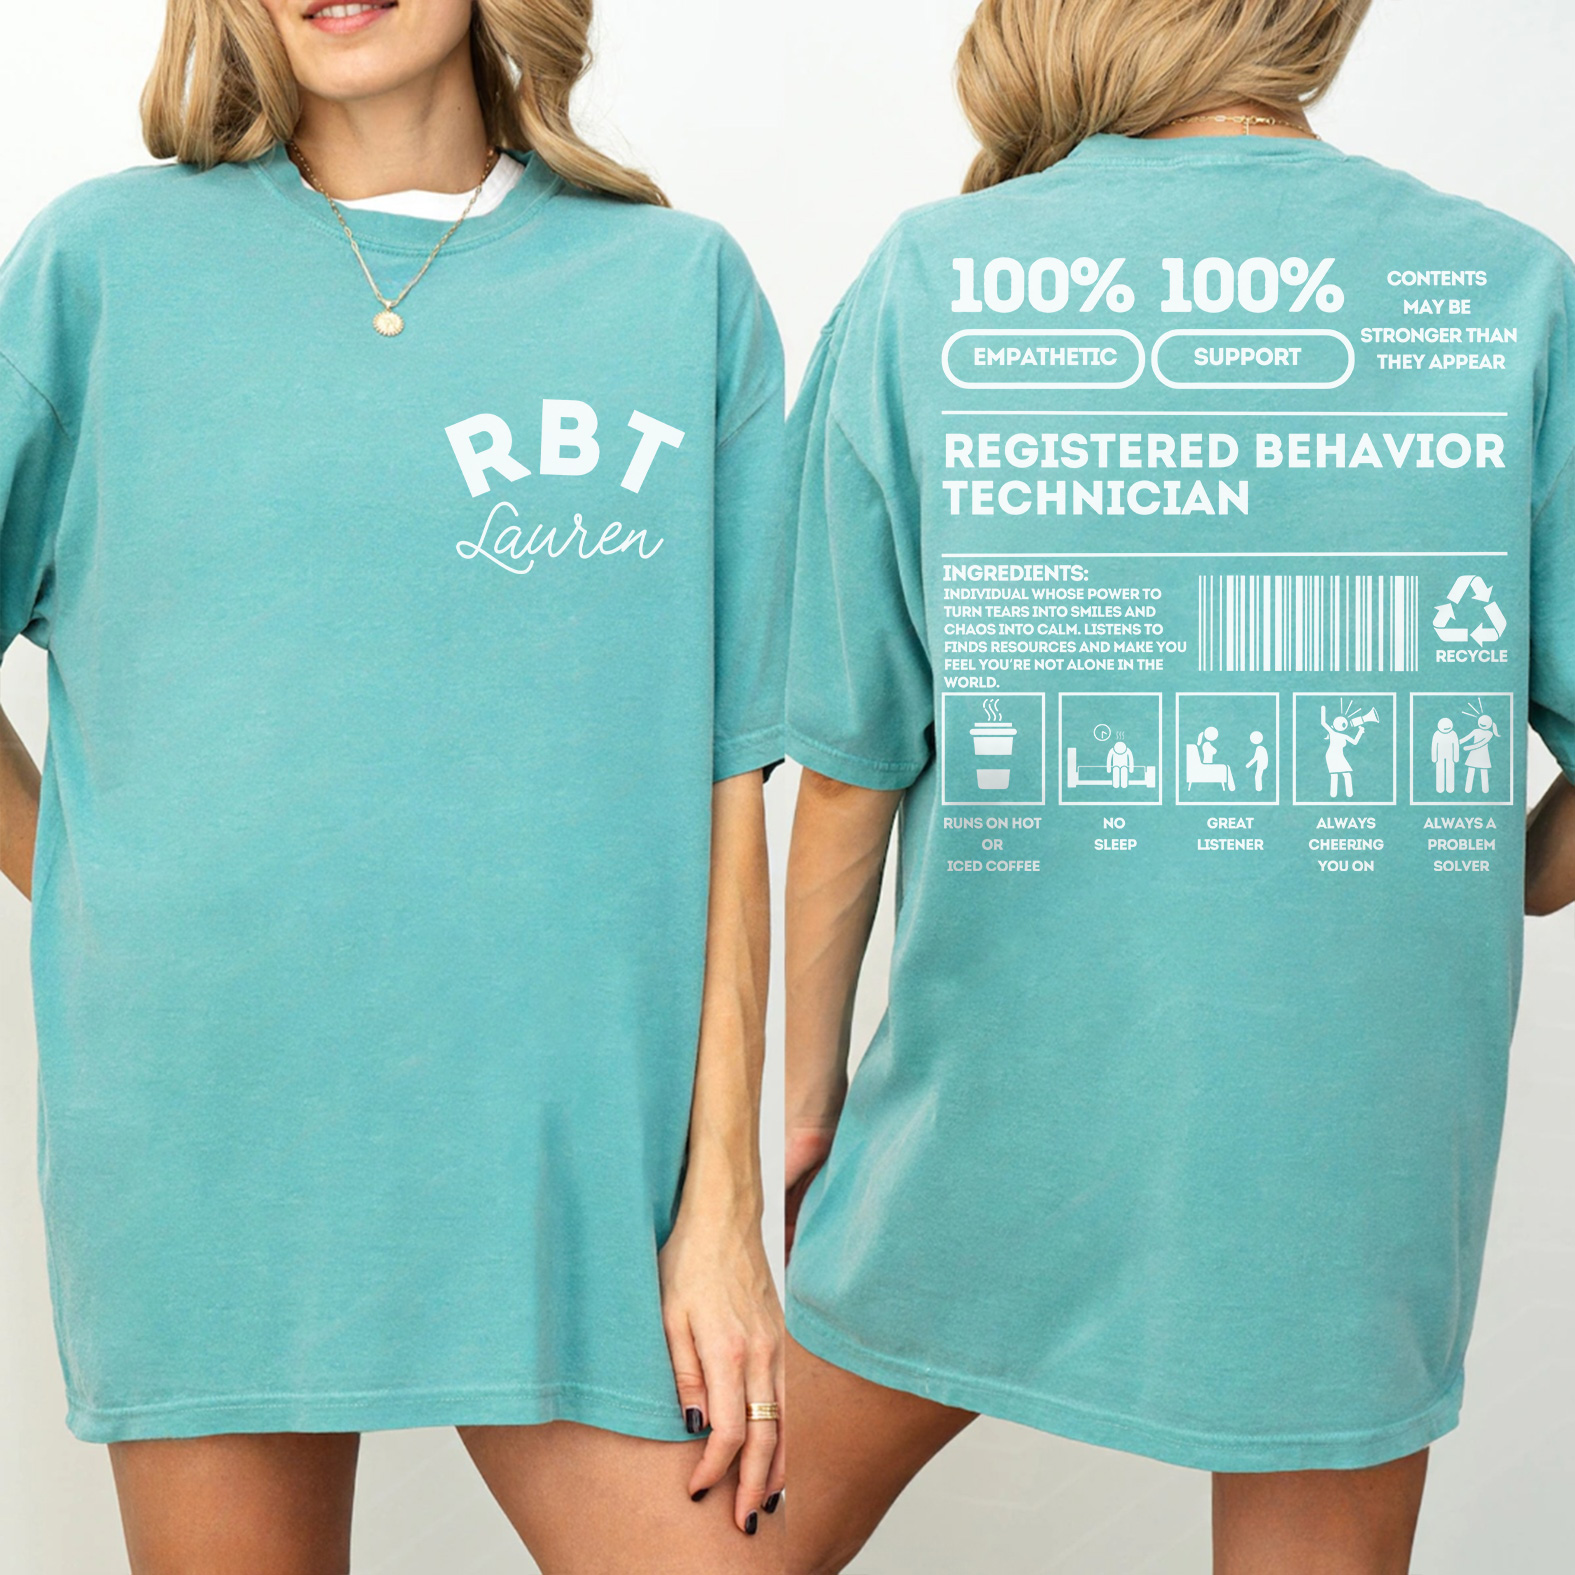 RBT
Lauren
100% 100%
EMPATHETIC
SUPPORT
CONTENTS
MAY BE
STRONGER THAN
THEY APPEAR
REGISTERED BEHAVIOR
TECHNICIAN
INGREDIENTS:
INDIVIDUAL WHOSE POWER TO
TURN TEARS INTO SMILES AND
CHAOS INTO CALM. LISTENS TO
FINDS RESOURCES AND MAKE YOU
FEEL YOU'RE NOT ALONE IN THE
WORLD.
RECYCLE
RUNS ON HOT
OR
ICED COFFEE
NO
SLEEP
GREAT
LISTENER
ALWAYS
CHEERING
YOU ON
ALWAYS A
PROBLEM
SOLVER